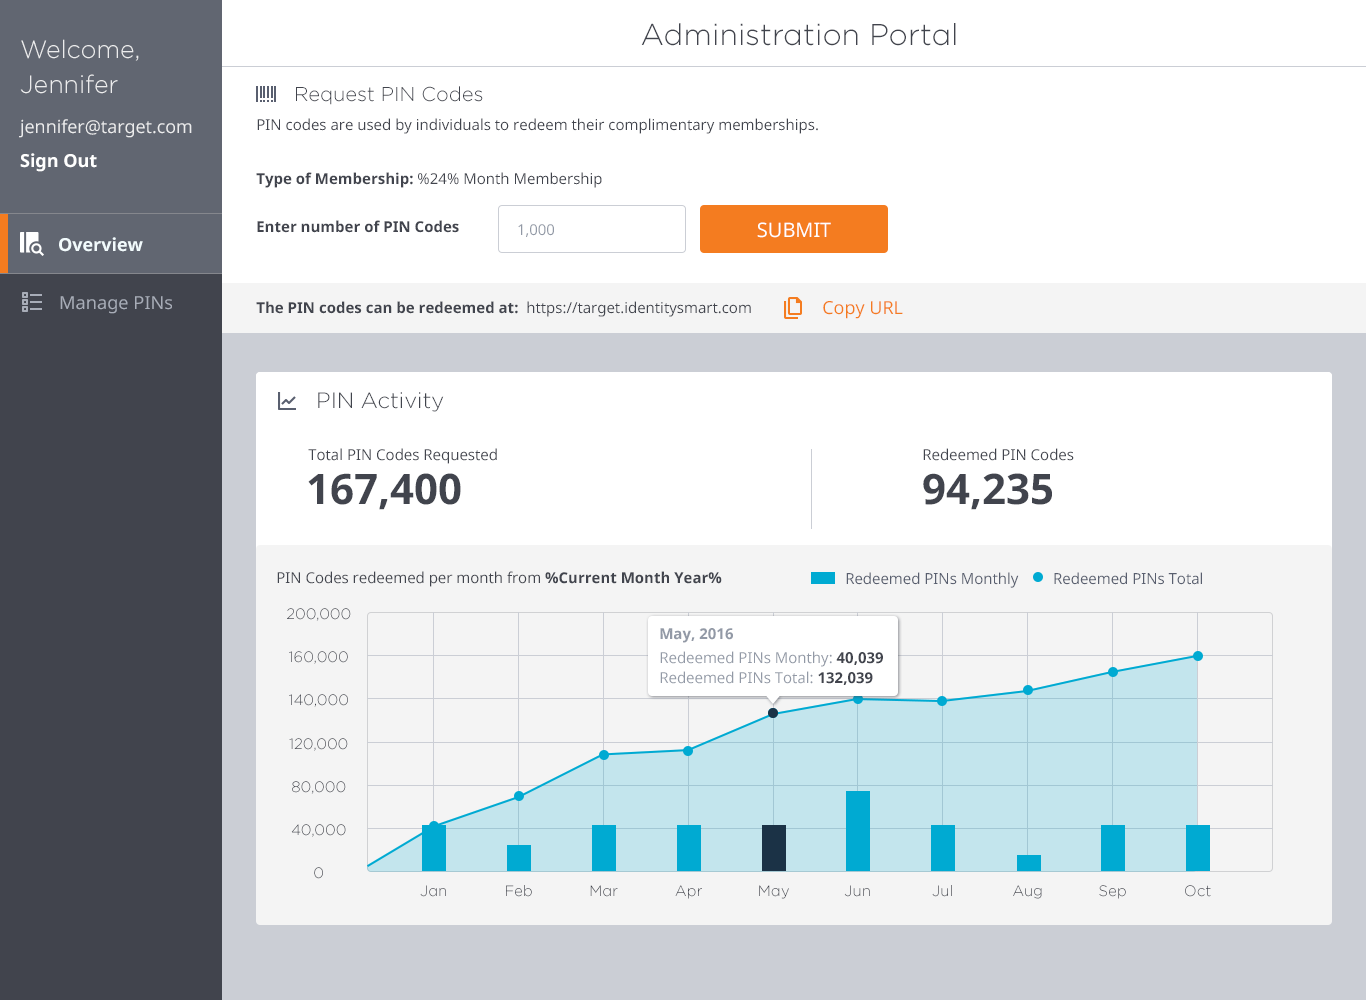 Welcome,
Jennifer
jennifer@target.com
Sign Out
Overview
Manage PINs
Administration Portal
Request PIN Codes
PIN codes are used by individuals to redeem their complimentary memberships.
Type of Membership: %24% Month Membership
Enter number of PIN Codes 1,000 SUBMIT
The PIN codes can be redeemed at: https://target.identitysmart.com Copy URL
PIN Activity
Total PIN Codes Requested
167,400
Redeemed PIN Codes
94,235
PIN Codes redeemed per month from %Current Month Year%
Redeemed PINs Monthly Redeemed PINs Total
200,000
160,000
140,000
120,000
80,000
40,000
0
May, 2016
Redeemed PINs Monthy: 40,039
Redeemed PINs Total: 132,039
Jan Feb Mar Apr May Jun Jul Aug Sep Oct